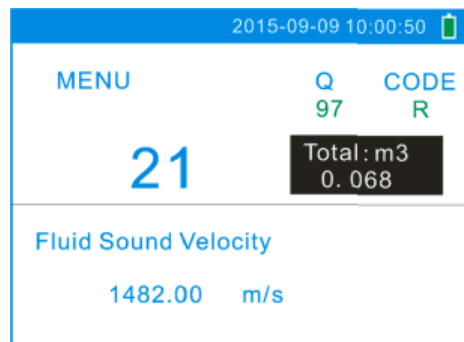 2015-09-09 10:00:50
MENU Q CODE
97 R
21 Total:m3
0.068
Fluid Sound Velocity
1482.00 m/s